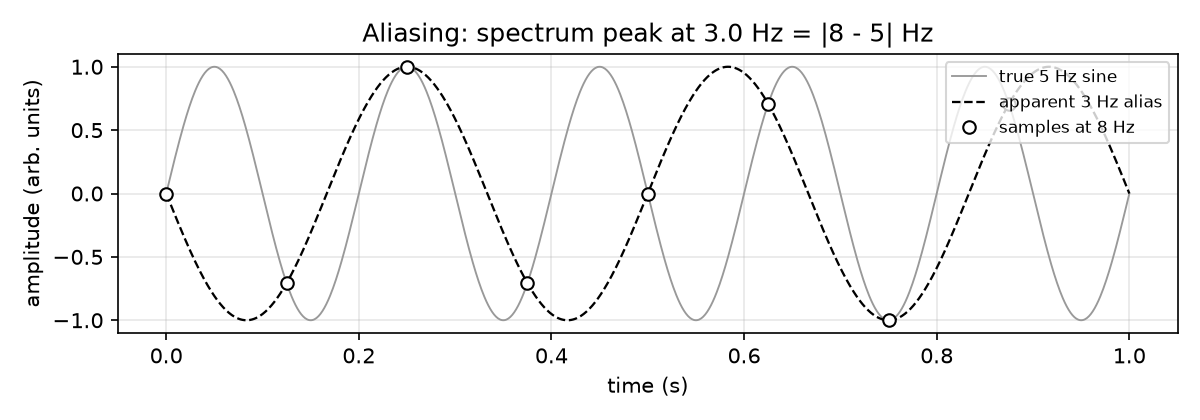 Aliasing: spectrum peak at 3.0 Hz = |8 - 5| Hz
amplitude (arb. units)
1.0
0.5
0.0
−0.5
−1.0
true 5 Hz sine
apparent 3 Hz alias
samples at 8 Hz
0.0 0.2 0.4 0.6 0.8 1.0
time (s)